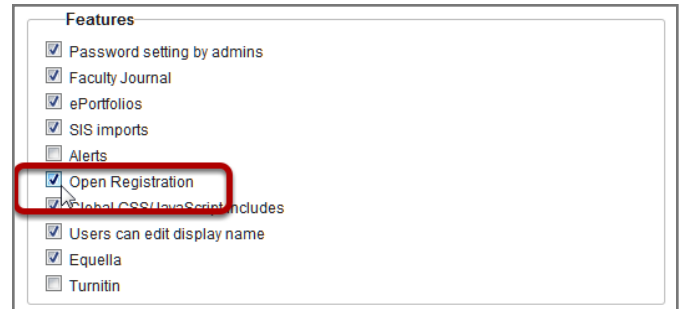 Features
Password setting by admins
Faculty Journal
ePortfolios
SIS imports
Alerts
Open Registration
Global CSS/JavaScript includes
Users can edit display name
Equella
Turnitin